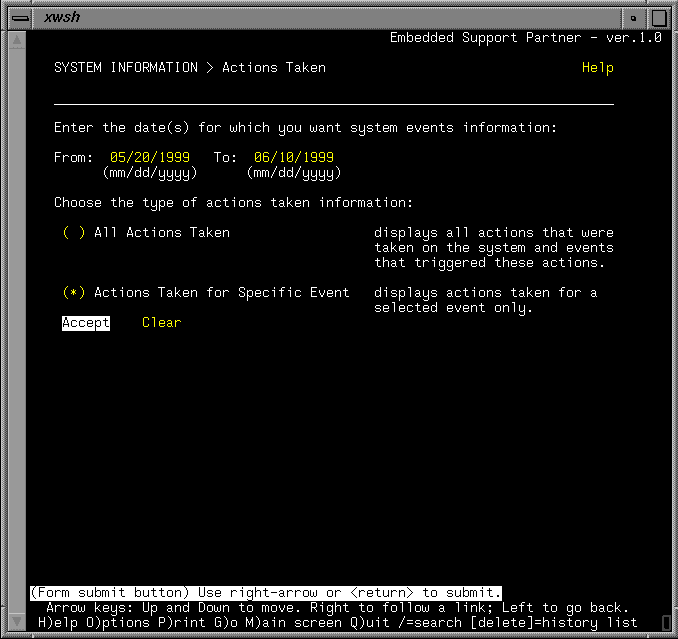 xwsh
Embedded Support Partner - ver.1.0
SYSTEM INFORMATION > Actions Taken Help
Enter the date(s) for which you want system events information:
From: 05/20/1999 To: 06/10/1999
(mm/dd/yyyy) (mm/dd/yyyy)
Choose the type of actions taken information:
( ) All Actions Taken displays all actions that were
taken on the system and events
that triggered these actions.
(*) Actions Taken for Specific Event displays actions taken for a
selected event only.
Accept Clear
(Form submit button) Use right-arrow or <return> to submit.
Arrow keys: Up and Down to move. Right to follow a link; Left to go back.
H)elp O)ptions P)rint G)o M)ain screen Q)uit /=search [delete]=history list